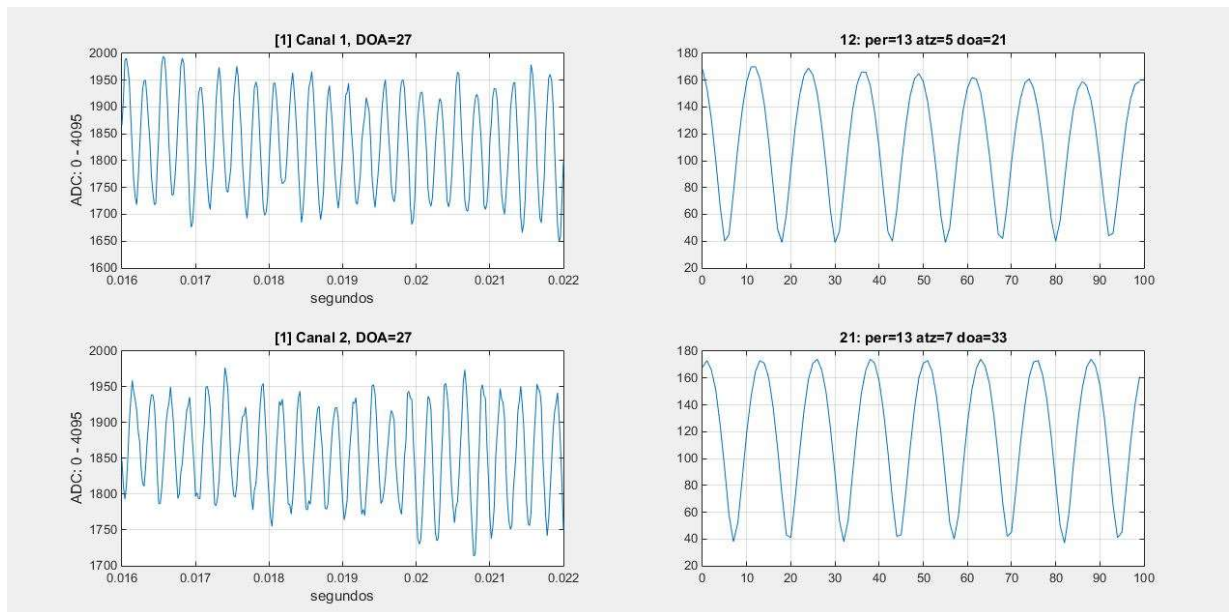 [1] Canal 1, DOA=27
2000
1950
1900
1850
1800
1750
1700
1650
1600
ADC: 0 - 4095
0.016 0.017 0.018 0.019 0.02 0.021 0.022
segundos
12: per=13 atz=5 doa=21
180
160
140
120
100
80
60
40
20
0 10 20 30 40 50 60 70 80 90 100
[1] Canal 2, DOA=27
2000
1950
1900
1850
1800
1750
1700
ADC: 0 - 4095
0.016 0.017 0.018 0.019 0.02 0.021 0.022
segundos
21: per=13 atz=7 doa=33
180
160
140
120
100
80
60
40
20
0 10 20 30 40 50 60 70 80 90 100